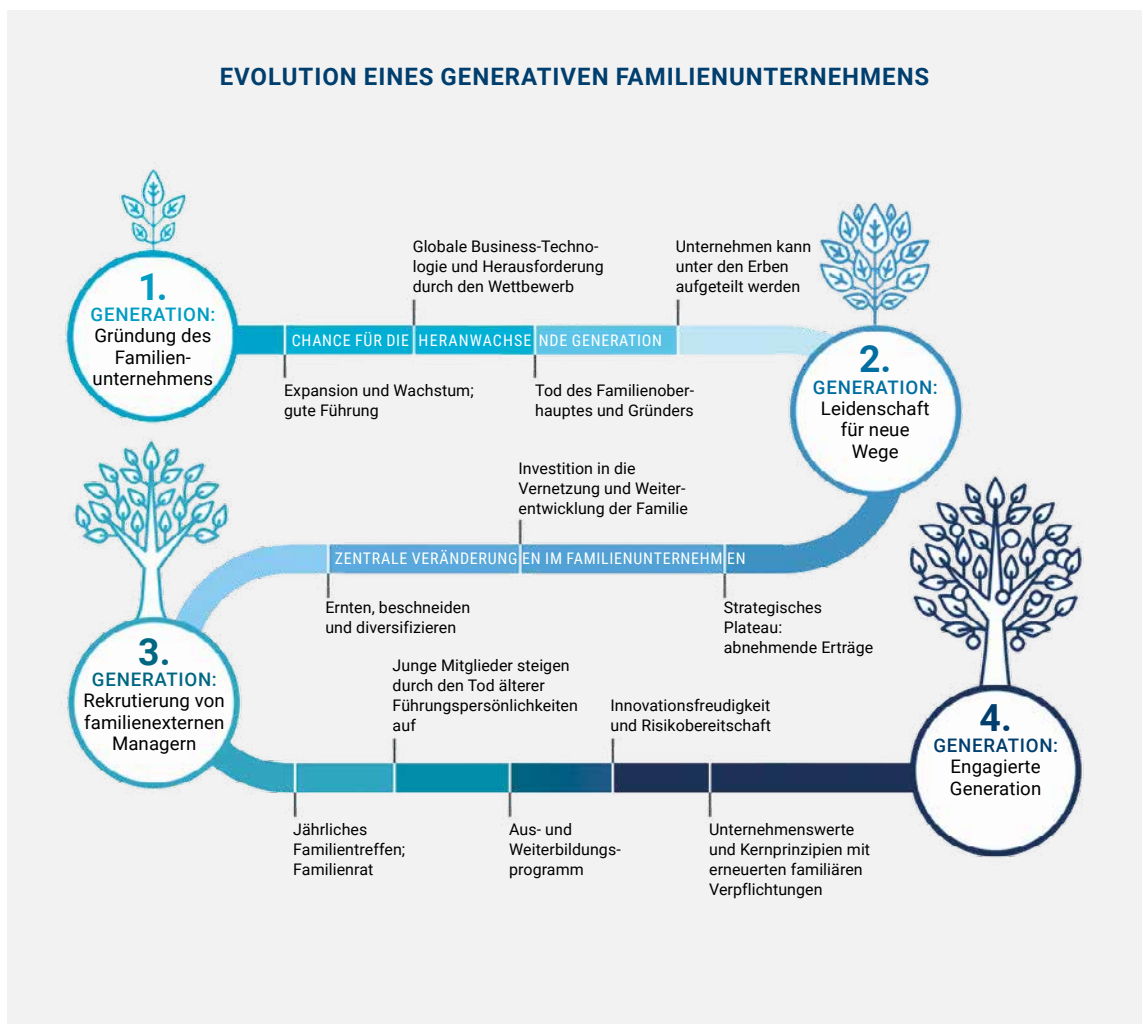 EVOLUTION EINES GENERATIVEN FAMILIENUNTERNEHMENS
1.
GENERATION:
Gründung des
Familien-
unternehmens
Globale Business-Techno-
logie und Herausforderung
durch den Wettbewerb
Unternehmen kann
unter den Erben
aufgeteilt werden
CHANCE FÜR DIE HERANWACHSENDE GENERATION
Expansion und Wachstum;
gute Führung
Tod des Familienober-
hauptes und Gründers
2.
GENERATION:
Leidenschaft
für neue
Wege
Investition in die
Vernetzung und Weiter-
entwicklung der Familie
ZENTRALE VERÄNDERUNGEN IM FAMILIENUNTERNEHMEN
Ernten, beschneiden
und diversifizieren
Strategisches
Plateau:
abnehmende Erträge
3.
GENERATION:
Rekrutierung von
familienexternen
Managern
Junge Mitglieder steigen
durch den Tod älterer
Führungspersönlichkeiten
auf
Innovationsfreudigkeit
und Risikobereitschaft
Jährliches
Familientreffen;
Familienrat
Aus- und
Weiterbildungs-
programm
Unternehmenswerte
und Kernprinzipien mit
erneuerten familiären
Verpflichtungen
4.
GENERATION:
Engagierte
Generation